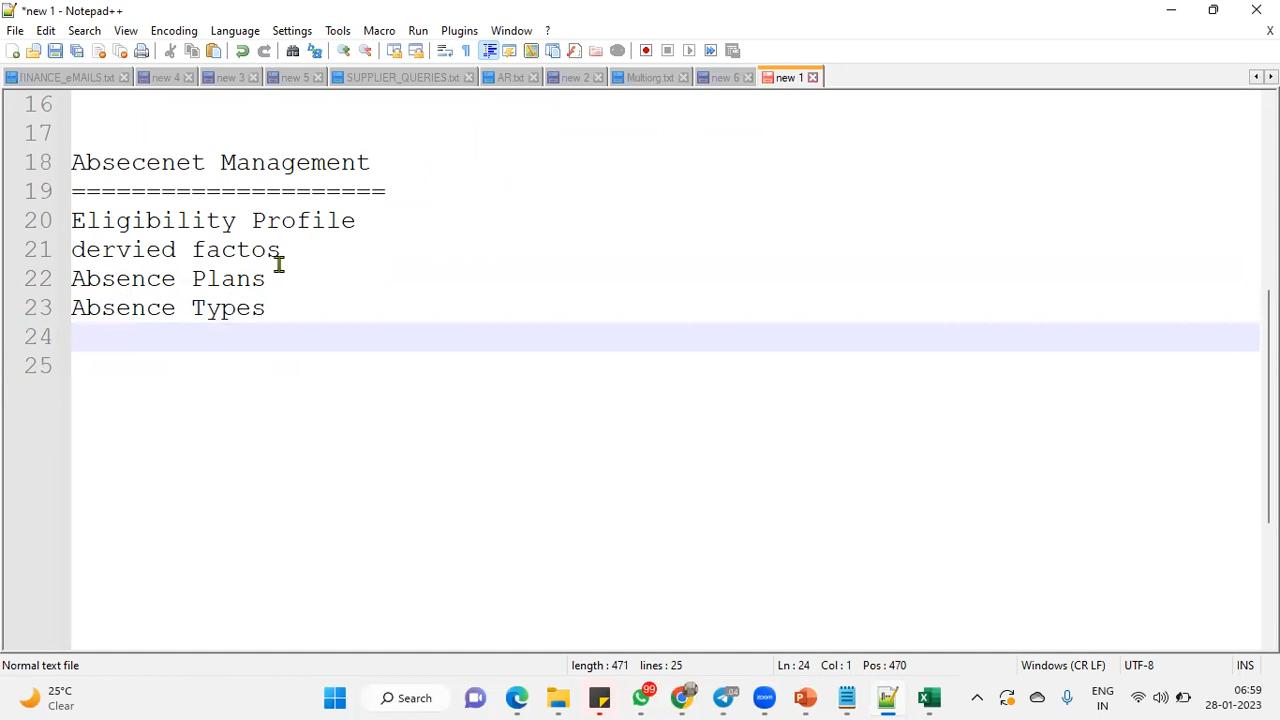 *new 1 - Notepad++
File Edit Search View Encoding Language Settings Tools Macro Run Plugins Window ?
X
INANCE_eMAILS.txt new 4 new 3 new 5 SUPPLIER_QUERIES.txt AR.txt new 2 Multiorg.txt new 6 new 1
16
17
18 Absecenet Management
19 =====================
20 Eligibility Profile
21 dervied factos
22 Absence Plans
23 Absence Types
24
25
Normal text file length : 471 lines : 25 Ln : 24 Col : 1 Pos : 470 Windows (CR LF) UTF-8 INS
25°C
Clear
Search
99
04
ENG
IN
06:59
28-01-2023